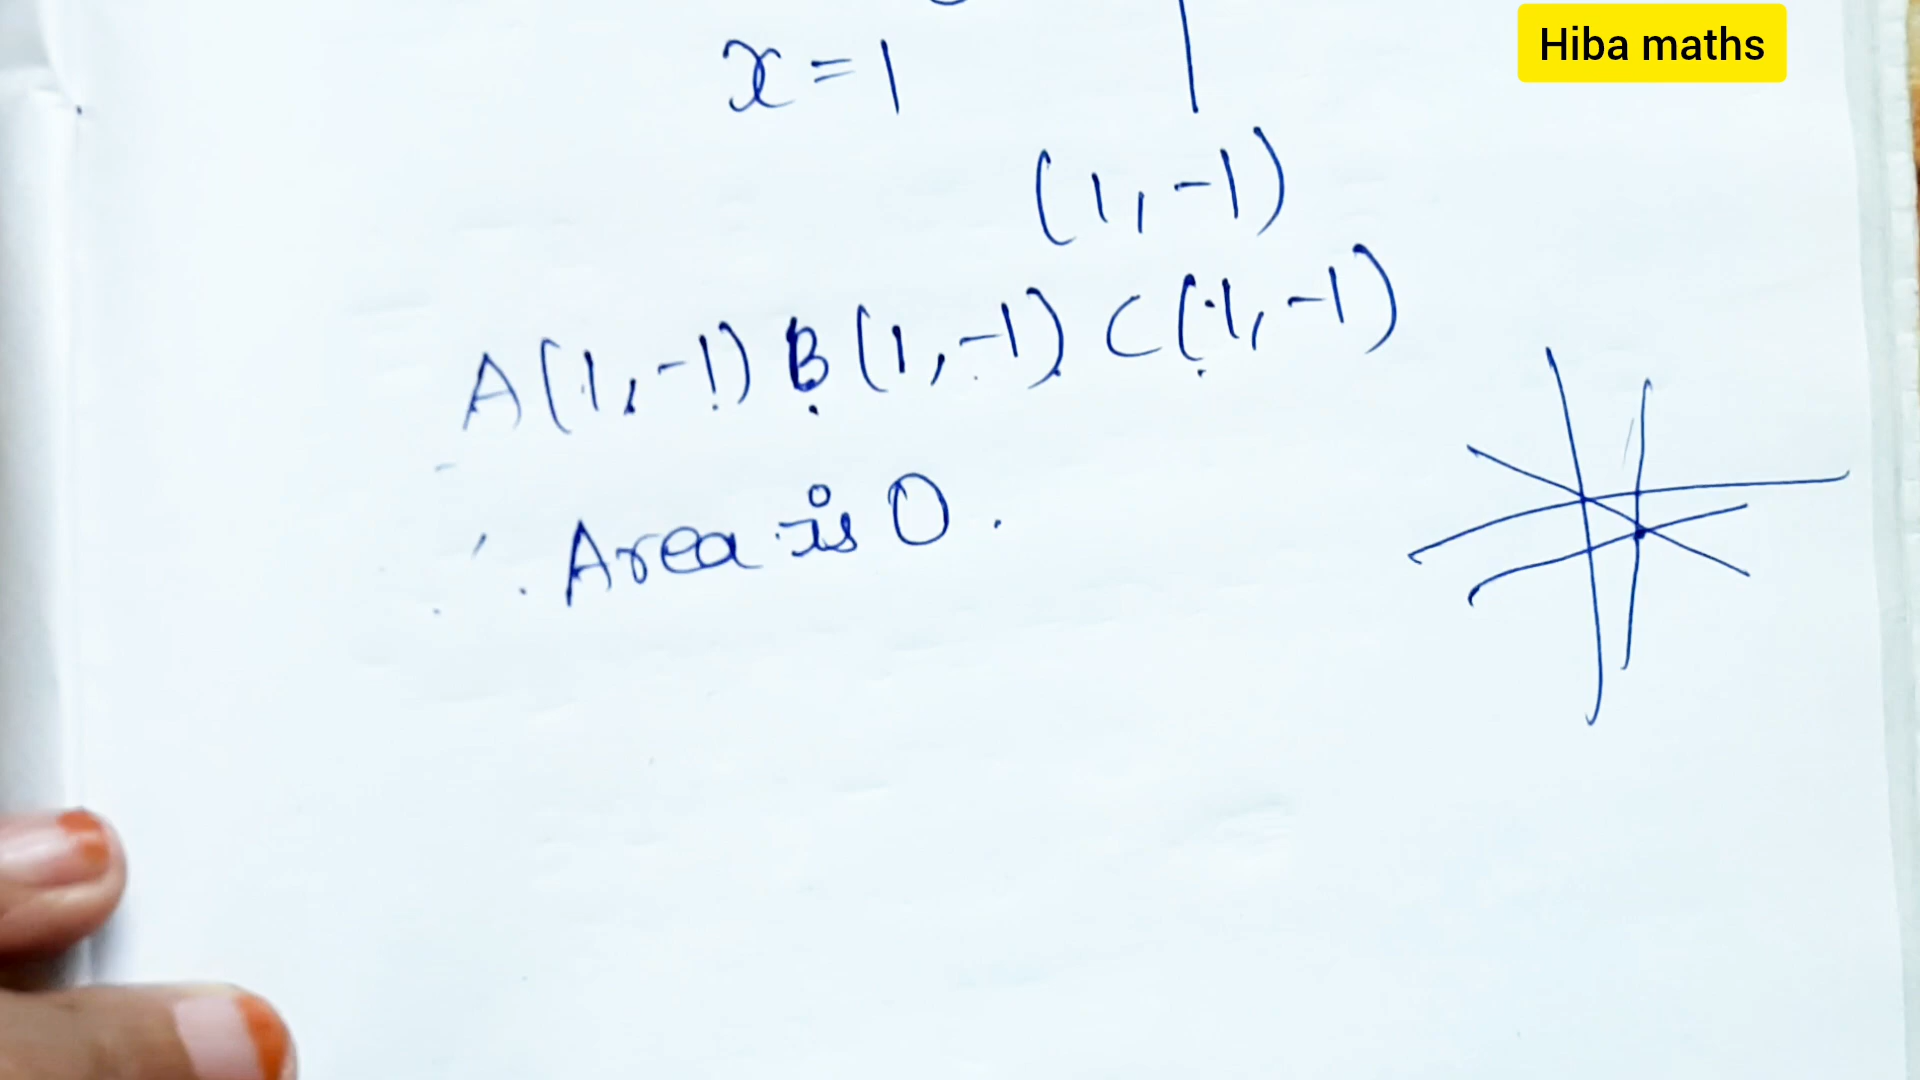 Hiba maths
x = 1
(1, -1)
A(1, -1) B(1, -1) C(1, -1)
∴ Area is 0.